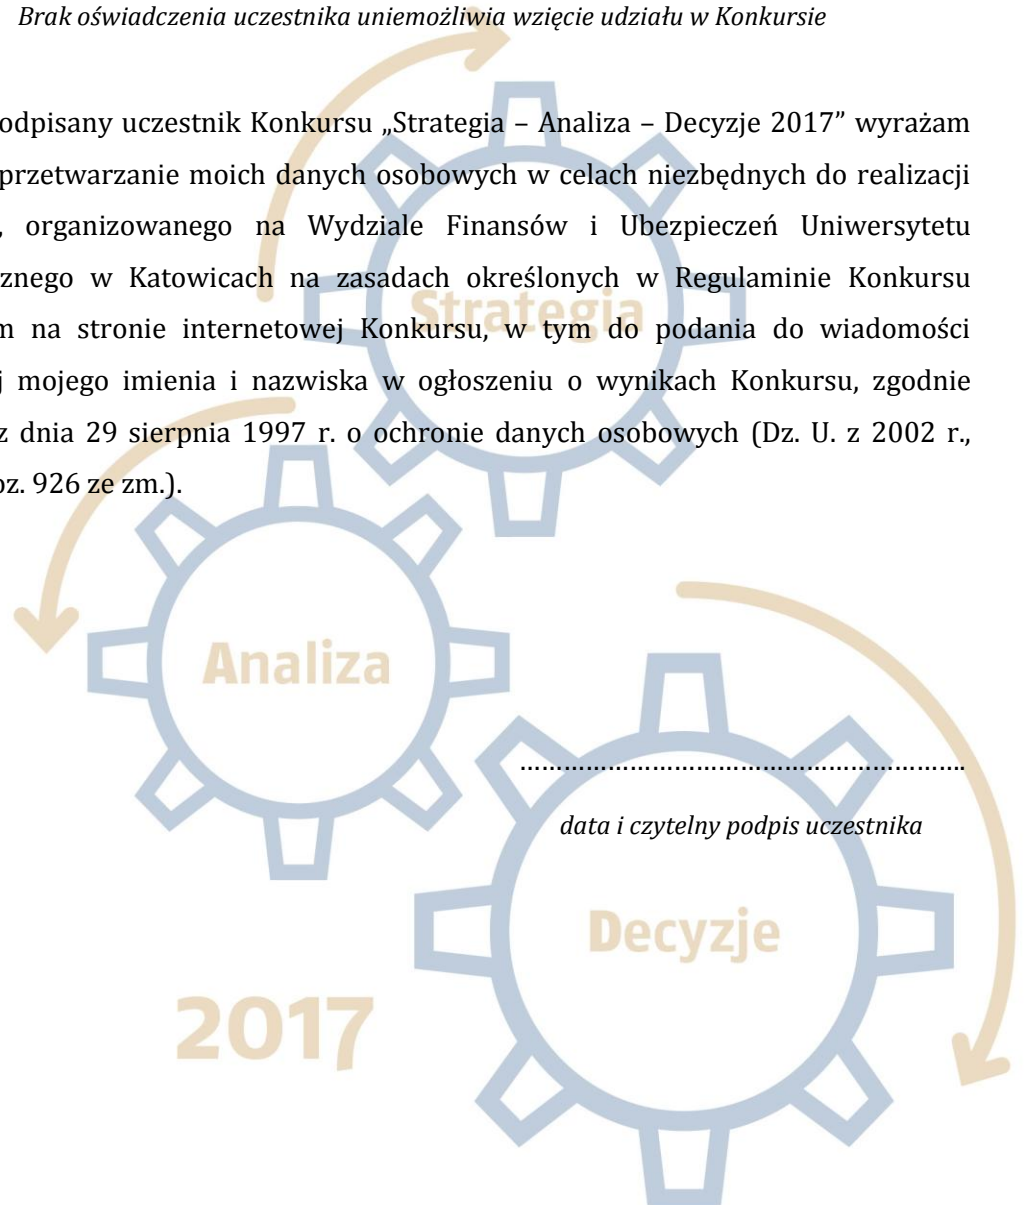 Brak oświadczenia uczestnika uniemożliwia wzięcie udziału w Konkursie
odpisany uczestnik Konkursu „Strategia – Analiza – Decyzje 2017” wyrażam
przetwarzanie moich danych osobowych w celach niezbędnych do realizacji
, organizowanego na Wydziale Finansów i Ubezpieczeń Uniwersytetu
znego w Katowicach na zasadach określonych w Regulaminie Konkursu
m na stronie internetowej Konkursu, w tym do podania do wiadomości
j mojego imienia i nazwiska w ogłoszeniu o wynikach Konkursu, zgodnie
z dnia 29 sierpnia 1997 r. o ochronie danych osobowych (Dz. U. z 2002 r.,
oz. 926 ze zm.).
Strategia
Analiza
…………………………………………………….
data i czytelny podpis uczestnika
Decyzje
2017